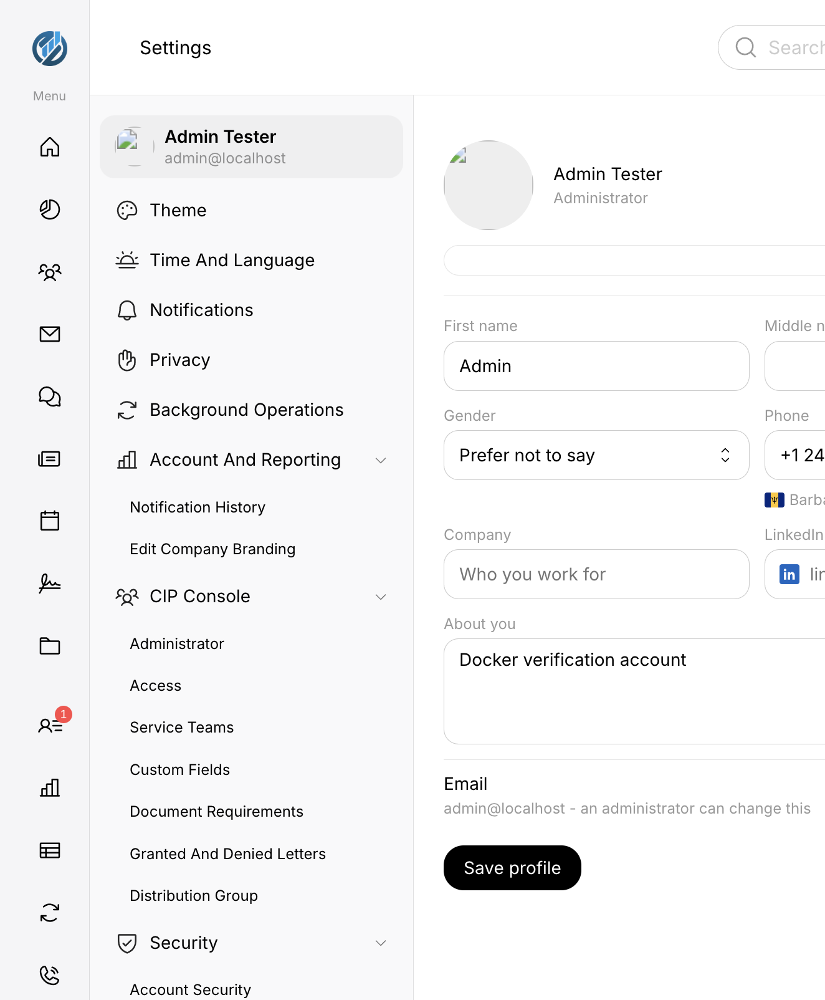 Settings
Search
Menu
Admin Tester
admin@localhost
Theme
Time And Language
Notifications
Privacy
Background Operations
Account And Reporting
Notification History
Edit Company Branding
CIP Console
Administrator
Access
Service Teams
Custom Fields
Document Requirements
Granted And Denied Letters
Distribution Group
Security
Account Security
1
Admin Tester
Administrator
First name
Middle n
Admin
Gender
Phone
Prefer not to say
+1 24
Barba
Company
LinkedIn
Who you work for
in lin
About you
Docker verification account
Email
admin@localhost - an administrator can change this
Save profile